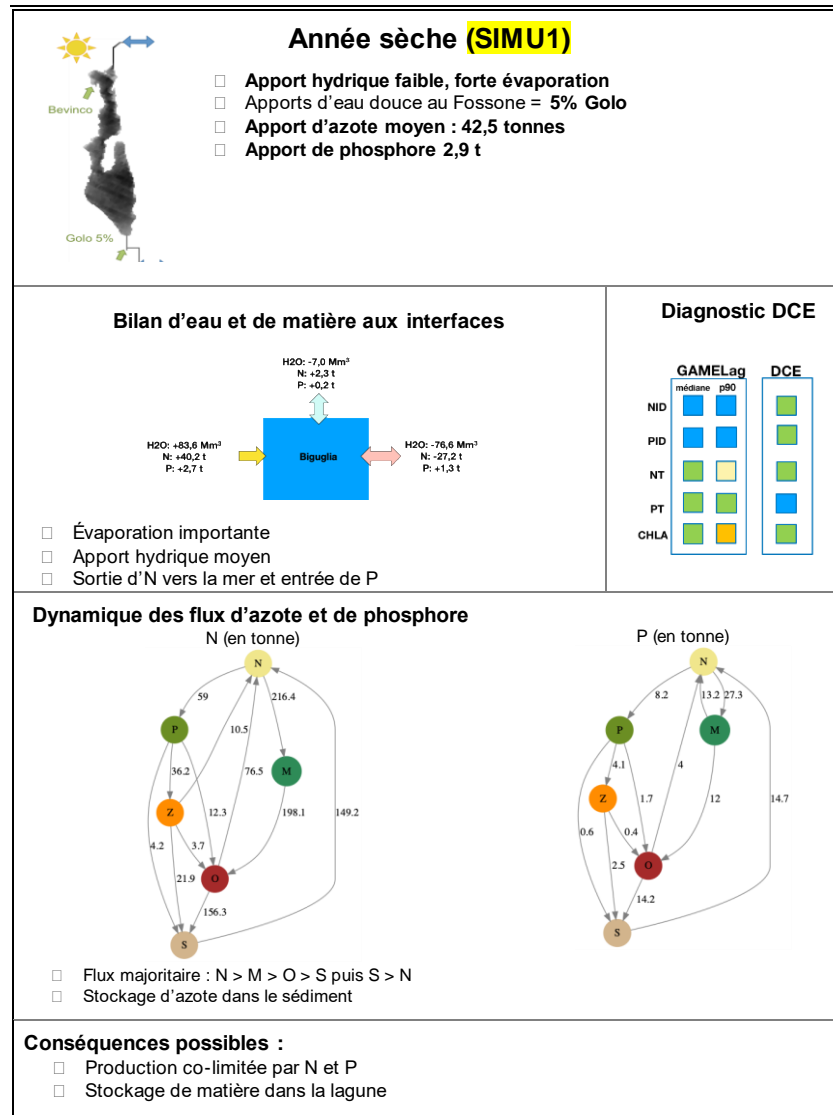 Année sèche (SIMU1)
Bevinco
Golo 5%
Apport hydrique faible, forte évaporation
Apports d'eau douce au Fossone = 5% Golo
Apport d'azote moyen : 42,5 tonnes
Apport de phosphore 2,9 t
Bilan d'eau et de matière aux interfaces
H2O: -7,0 Mm³
N: +2,3 t
P: +0,2 t
H2O: +83,6 Mm³
N: +40,2 t
P: +2,7 t
Biguglia
H2O: -76,6 Mm³
N: -27,2 t
P: +1,3 t
Évaporation importante
Apport hydrique moyen
Sortie d'N vers la mer et entrée de P
Diagnostic DCE
GAMELag DCE
médiane p90
NID
PID
NT
PT
CHLA
Dynamique des flux d'azote et de phosphore
N (en tonne)
N
59
216.4
P
10.5
36.2
76.5
M
Z
12.3
198.1
149.2
4.2
3.7
21.9
O
156.3
S
P (en tonne)
N
8.2
13.2
27.3
P
M
4.1
4
Z
1.7
12
14.7
0.6
0.4
2.5
O
14.2
S
Flux majoritaire : N > M > O > S puis S > N
Stockage d'azote dans le sédiment
Conséquences possibles :
Production co-limitée par N et P
Stockage de matière dans la lagune